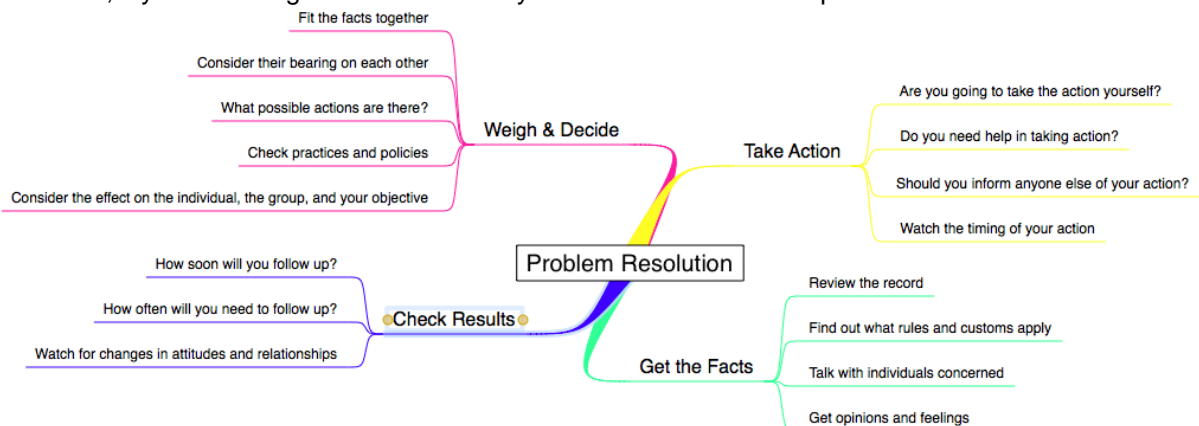 Fit the facts together
Consider their bearing on each other
What possible actions are there?
Weigh & Decide
Check practices and policies
Consider the effect on the individual, the group, and your objective
Are you going to take the action yourself?
Do you need help in taking action?
Take Action
Should you inform anyone else of your action?
Watch the timing of your action
Problem Resolution
How soon will you follow up?
How often will you need to follow up?
Check Results
Watch for changes in attitudes and relationships
Review the record
Find out what rules and customs apply
Get the Facts
Talk with individuals concerned
Get opinions and feelings